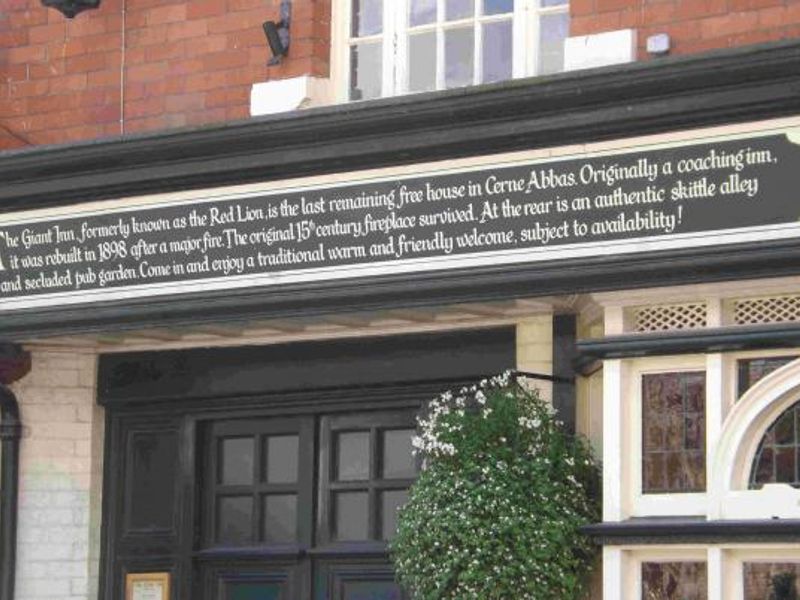 The Giant Inn, formerly known as the Red Lion, is the last remaining free house in Cerne Abbas. Originally a coaching inn,
it was rebuilt in 1898 after a major fire. The original 15th century fireplace survived. At the rear is an authentic skittle alley
and secluded pub garden. Come in and enjoy a traditional warm and friendly welcome, subject to availability!